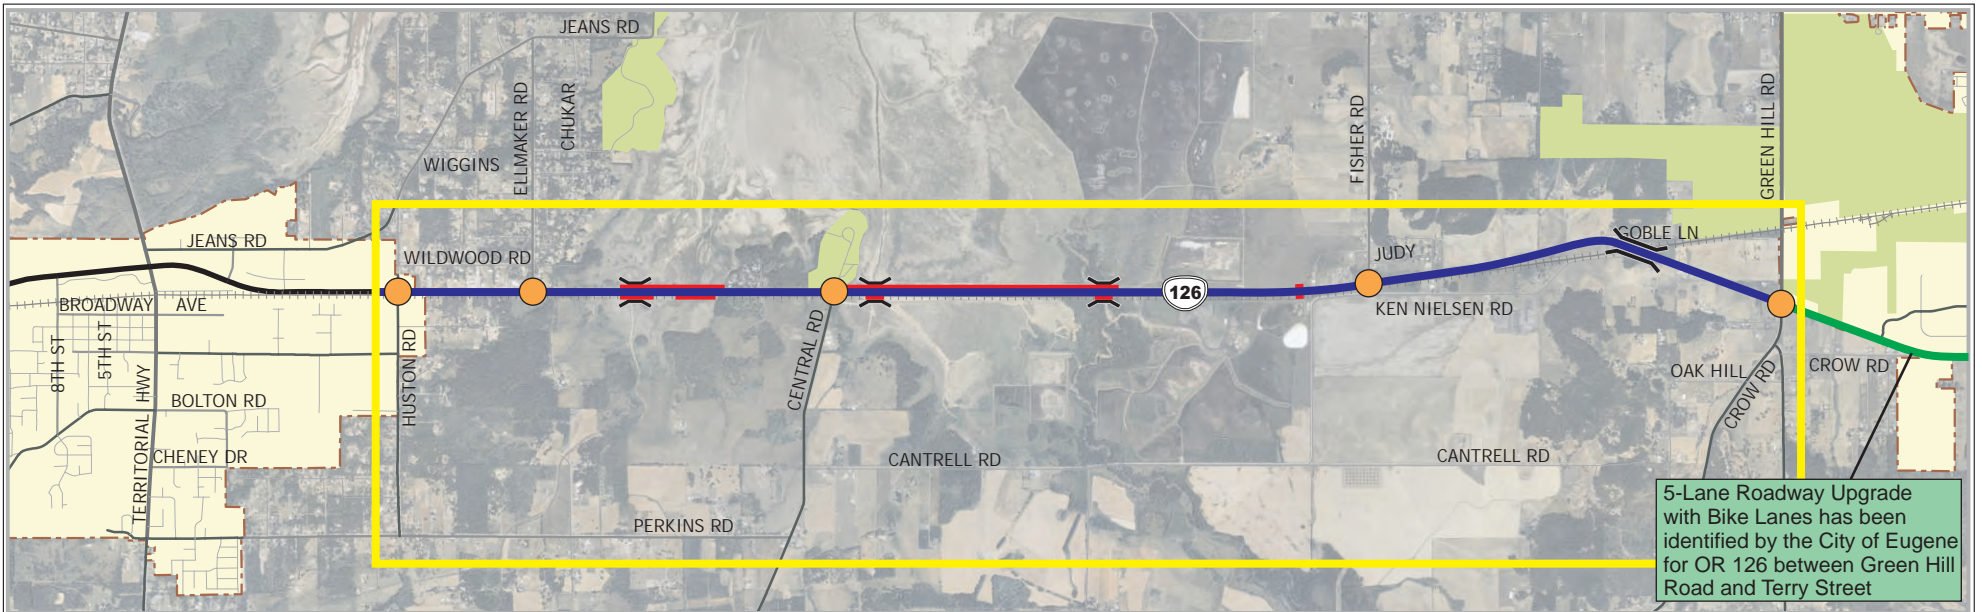 JEANS RD
WIGGINS
ELLMAKER RD
CHUKAR
FISHER RD
GREEN HILL RD
JEANS RD
WILDWOOD RD
GOBLE LN
JUDY
126
BROADWAY AVE
KEN NIELSEN RD
8TH ST
5TH ST
TERRITORIAL HWY
HUSTON RD
CENTRAL RD
OAK HILL
CROW RD
CROW RD
BOLTON RD
CHENEY DR
CANTRELL RD
CANTRELL RD
PERKINS RD
5-Lane Roadway Upgrade
with Bike Lanes has been
identified by the City of Eugene
for OR 126 between Green Hill
Road and Terry Street